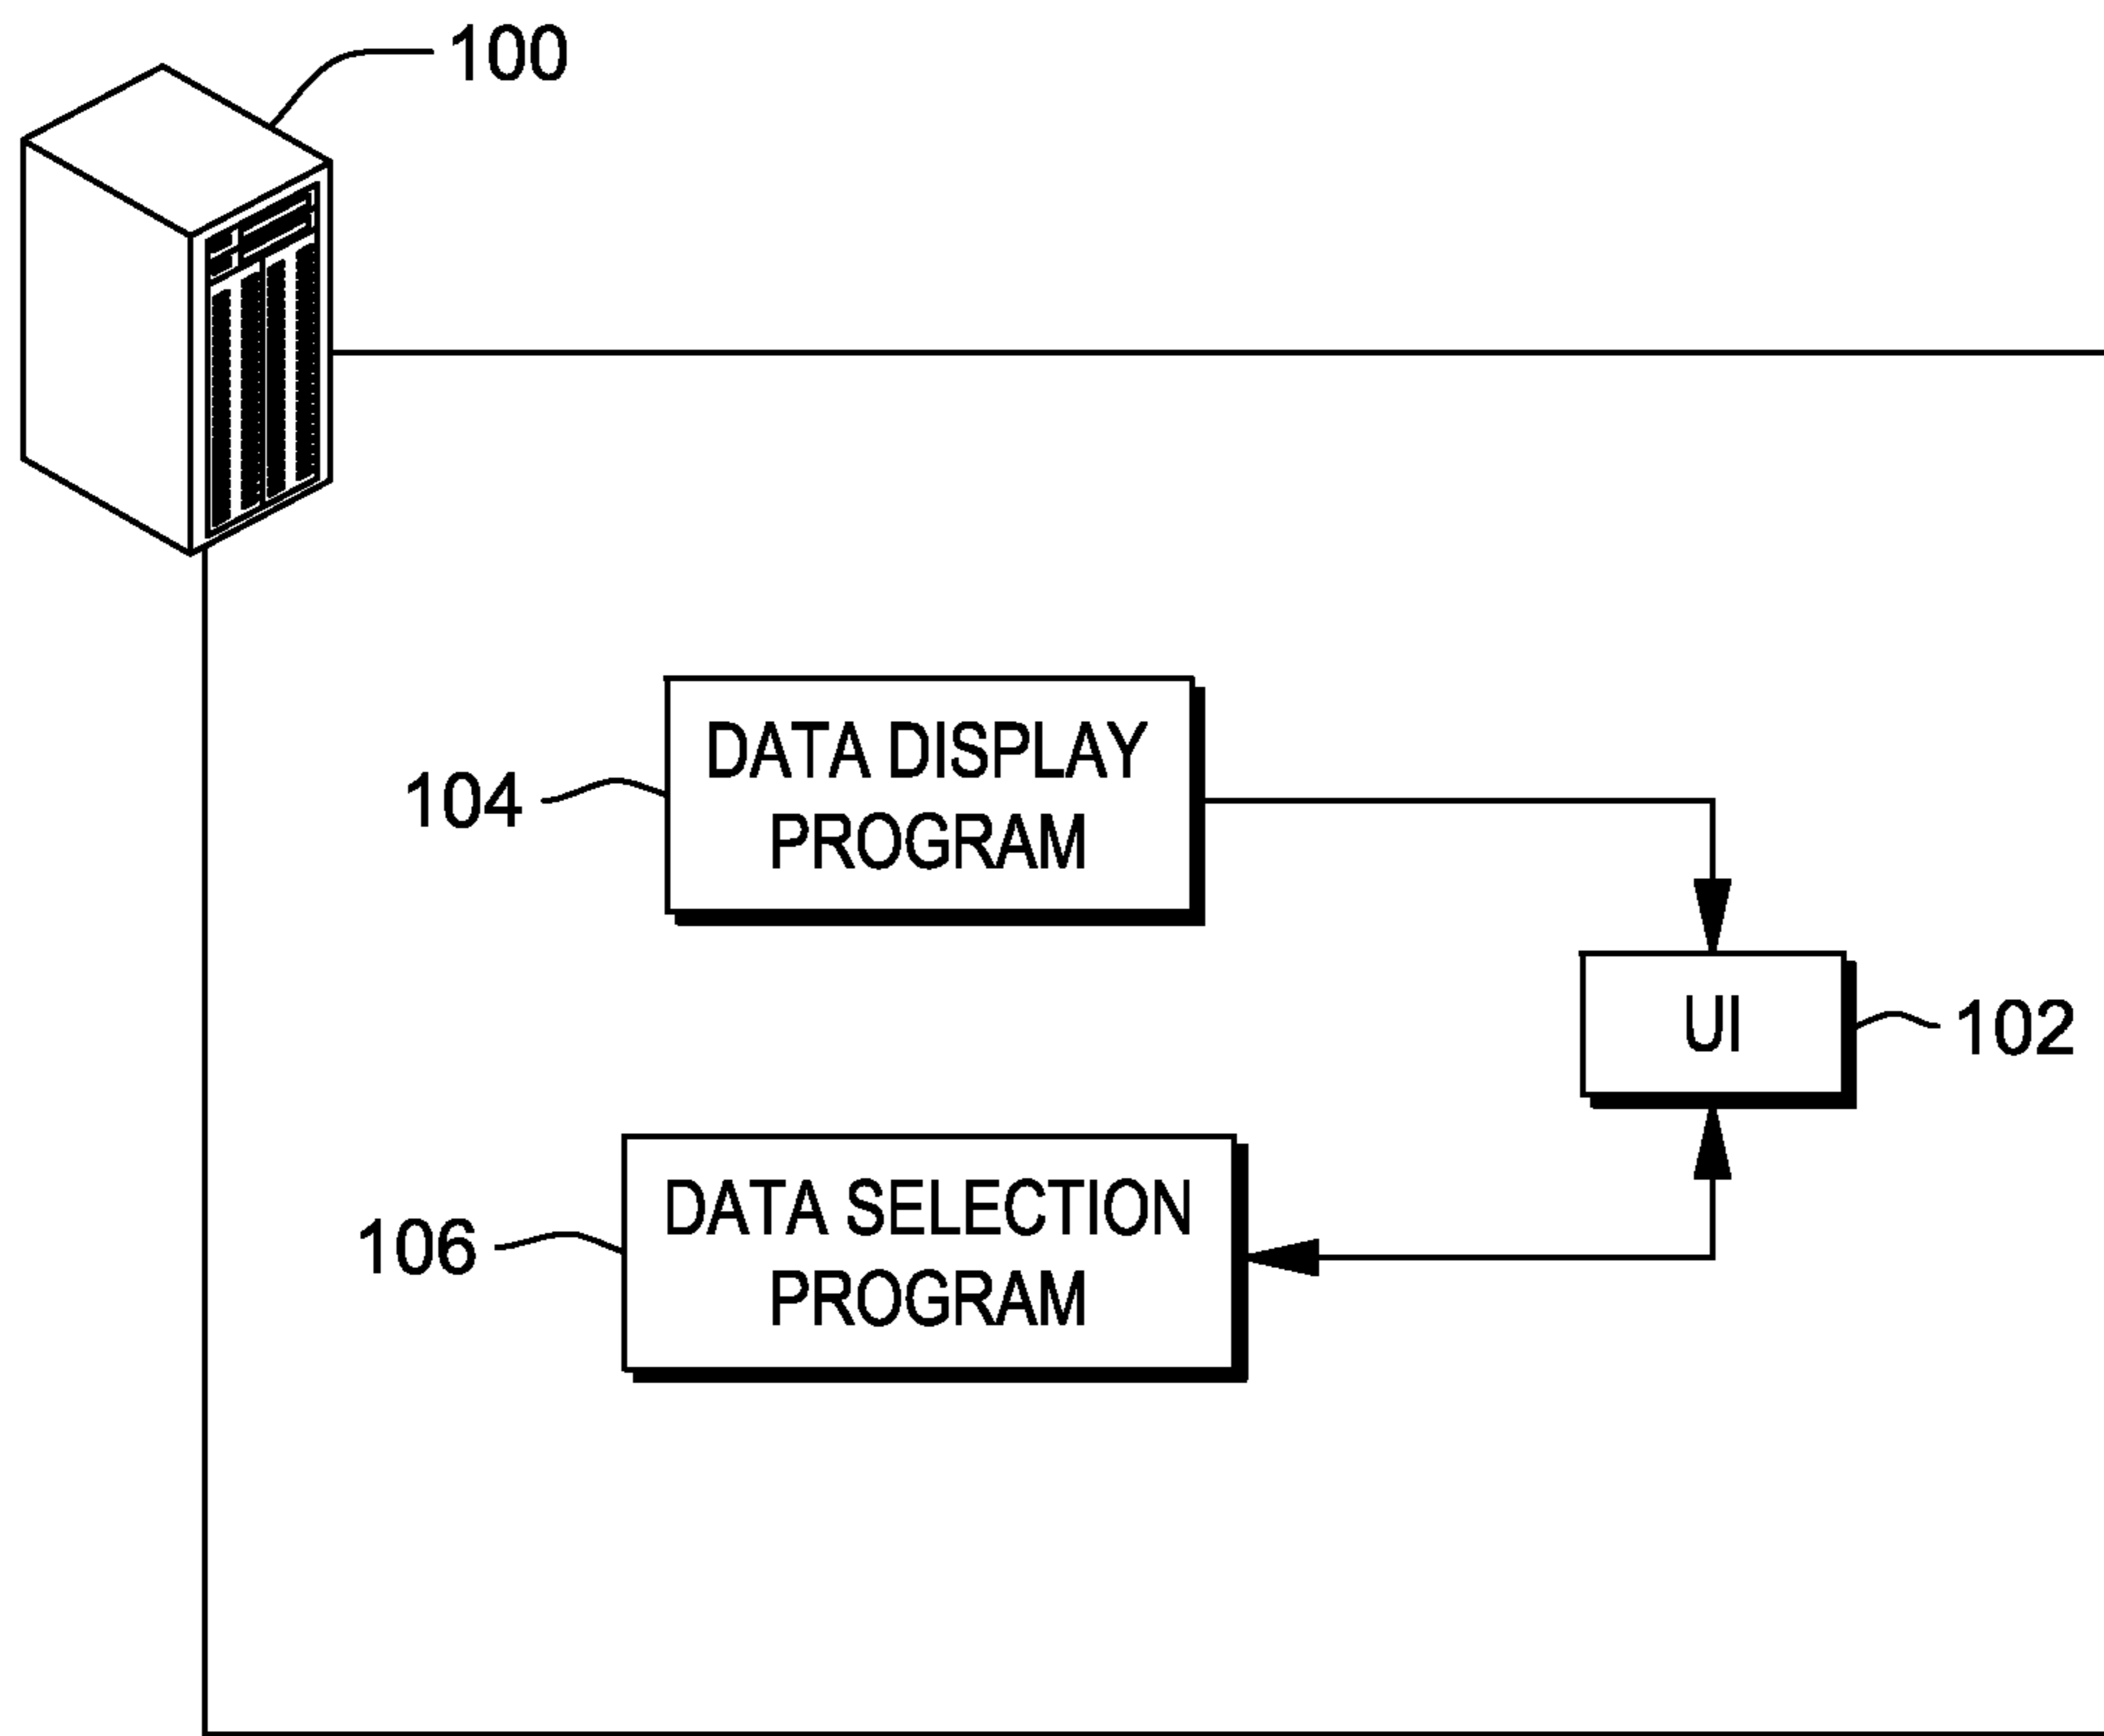 100
DATA DISPLAY
PROGRAM
104
UI
102
DATA SELECTION
PROGRAM
106